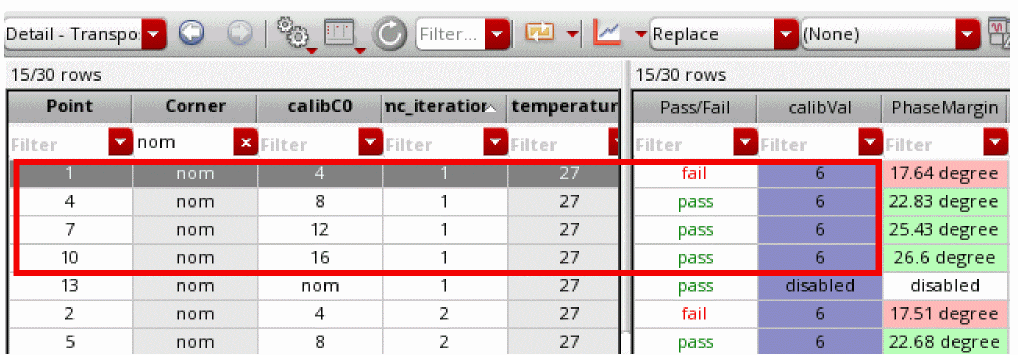 Detail - Transpo Filter... Replace (None)
15/30 rows 15/30 rows
Point Corner calibC0 nc_iteration temperatur Pass/Fail calibVal PhaseMargin
Filter nom Filter Filter Filter Filter Filter Filter
1 nom 4 1 27 fail 6 17.64 degree
4 nom 8 1 27 pass 6 22.83 degree
7 nom 12 1 27 pass 6 25.43 degree
10 nom 16 1 27 pass 6 26.6 degree
13 nom nom 1 27 pass disabled disabled
2 nom 4 2 27 fail 6 17.51 degree
5 nom 8 2 27 pass 6 22.68 degree